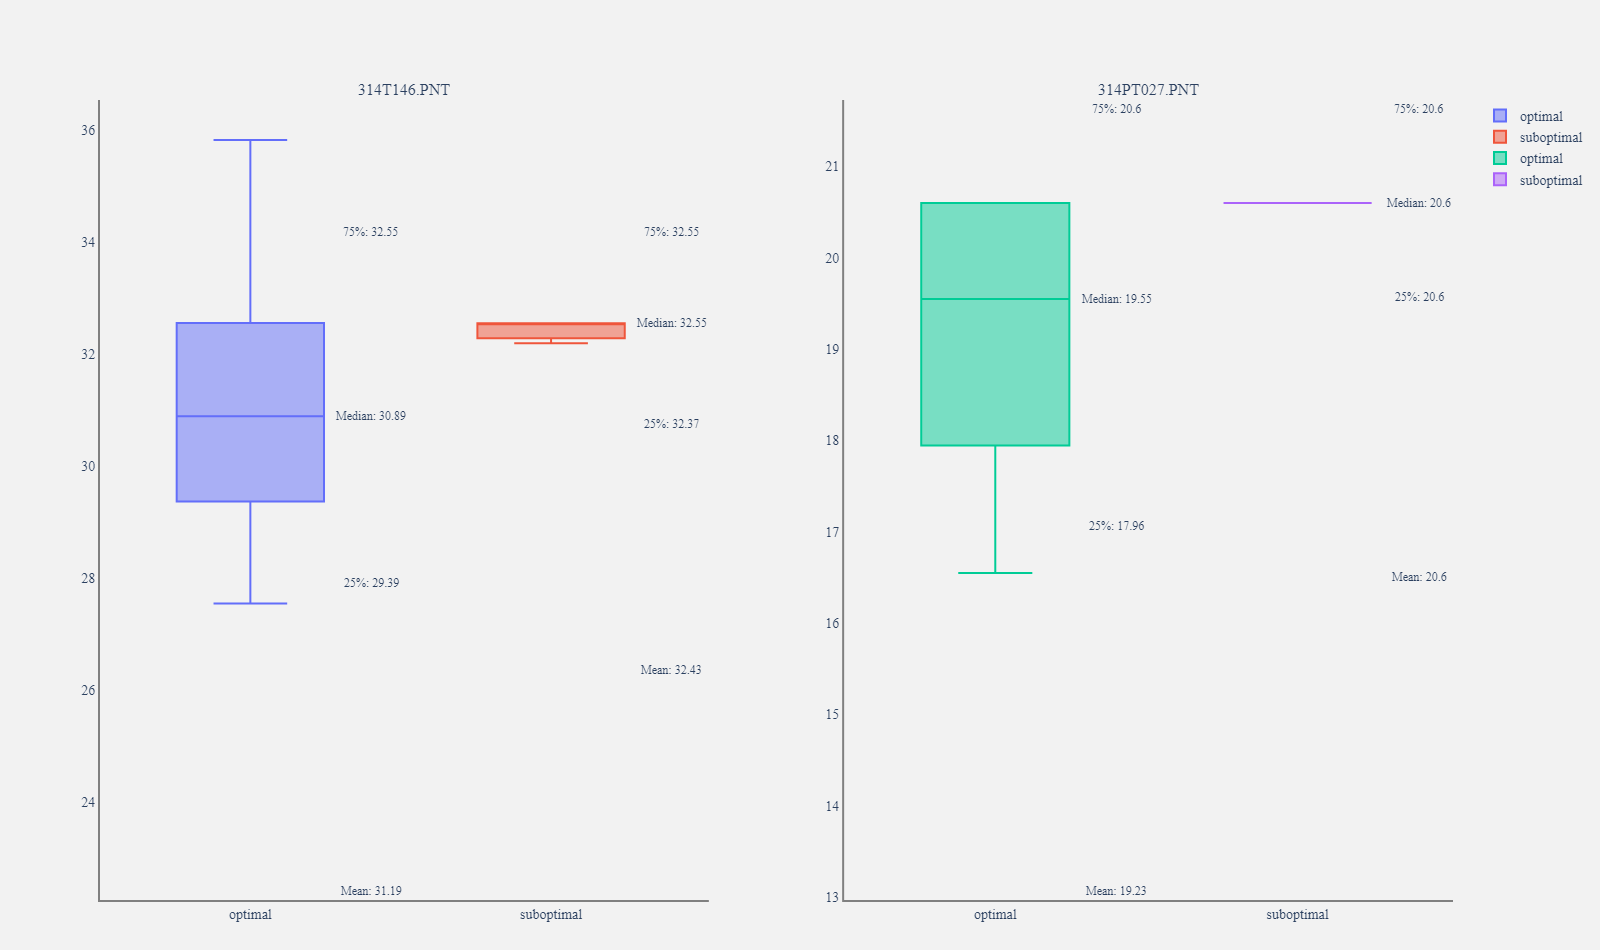 314T146.PNT
36
34
32
30
28
26
24
75%: 32.55
Median: 30.89
25%: 29.39
Mean: 31.19
75%: 32.55
Median: 32.55
25%: 32.37
Mean: 32.43
optimal
suboptimal
314PT027.PNT
21
20
19
18
17
16
15
14
13
75%: 20.6
Median: 19.55
25%: 17.96
Mean: 19.23
75%: 20.6
Median: 20.6
25%: 20.6
Mean: 20.6
optimal
suboptimal
optimal
suboptimal
optimal
suboptimal